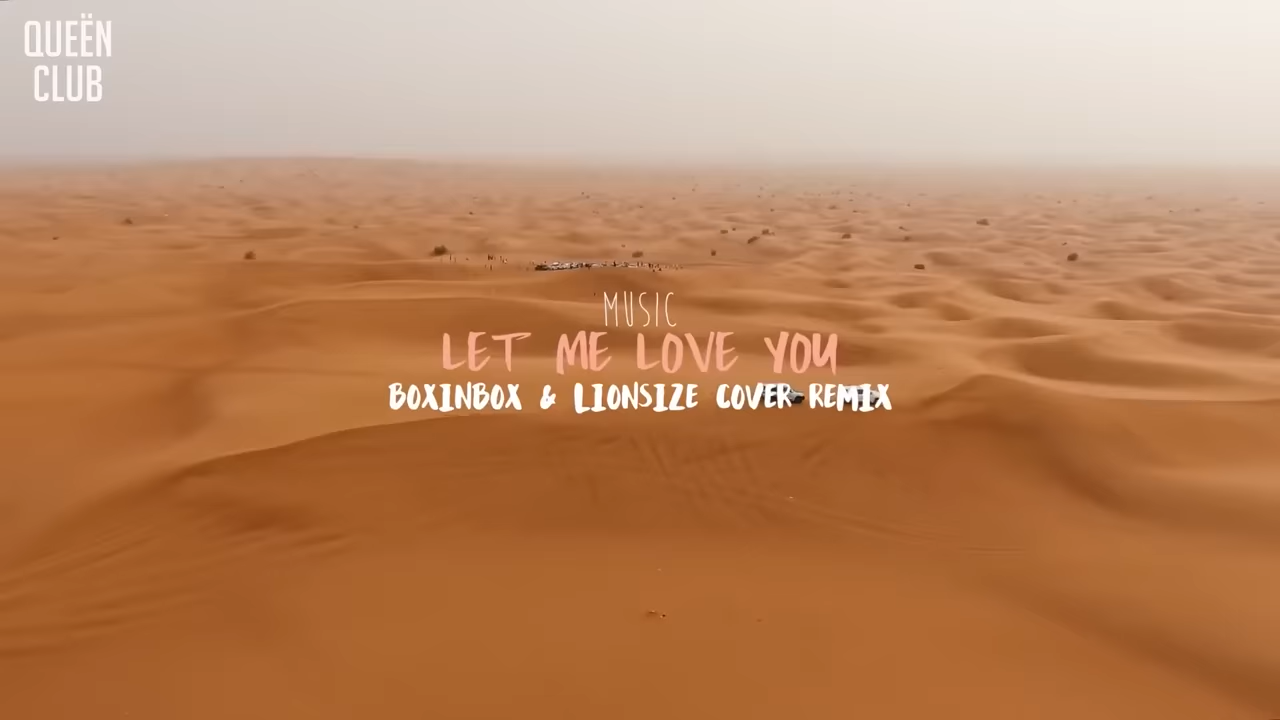 QUEËN
CLUB
MUSIC
LET ME LOVE YOU
BOXINBOX & LIONSIZE COVER REMIX